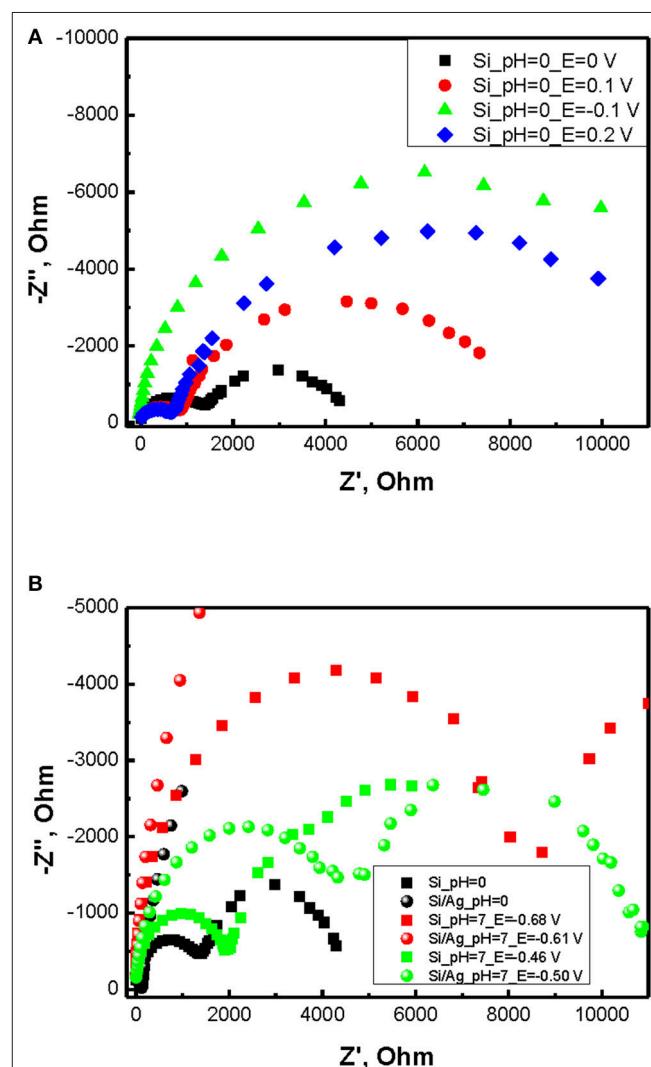 A
-10000
-8000
-6000
-4000
-2000
0
-Z'', Ohm
Si_pH=0_E=0 V
Si_pH=0_E=0.1 V
Si_pH=0_E=-0.1 V
Si_pH=0_E=0.2 V
0 2000 4000 6000 8000 10000
Z', Ohm
B
-5000
-4000
-3000
-2000
-1000
0
-Z'', Ohm
Si_pH=0
Si/Ag_pH=0
Si_pH=7_E=-0.68 V
Si/Ag_pH=7_E=-0.61 V
Si_pH=7_E=-0.46 V
Si/Ag_pH=7_E=-0.50 V
0 2000 4000 6000 8000 10000
Z', Ohm